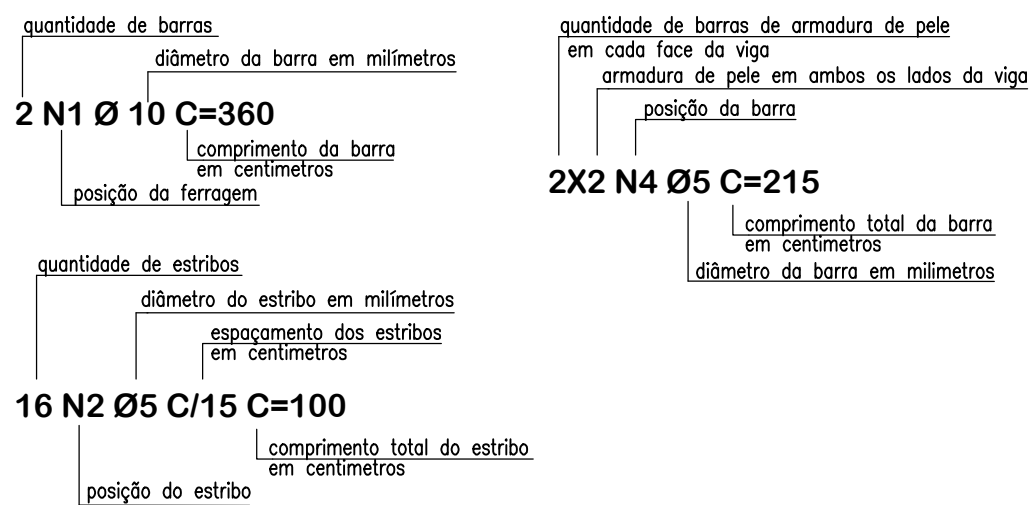 quantidade de barras
diâmetro da barra em milímetros
2 N1 Ø 10 C=360
comprimento da barra
em centimetros
posição da ferragem
quantidade de barras de armadura de pele
em cada face da viga
armadura de pele em ambos os lados da viga
posição da barra
2X2 N4 Ø5 C=215
comprimento total da barra
em centimetros
diâmetro da barra em milimetros
quantidade de estribos
diâmetro do estribo em milímetros
espaçamento dos estribos
em centimetros
16 N2 Ø5 C/15 C=100
comprimento total do estribo
em centimetros
posição do estribo